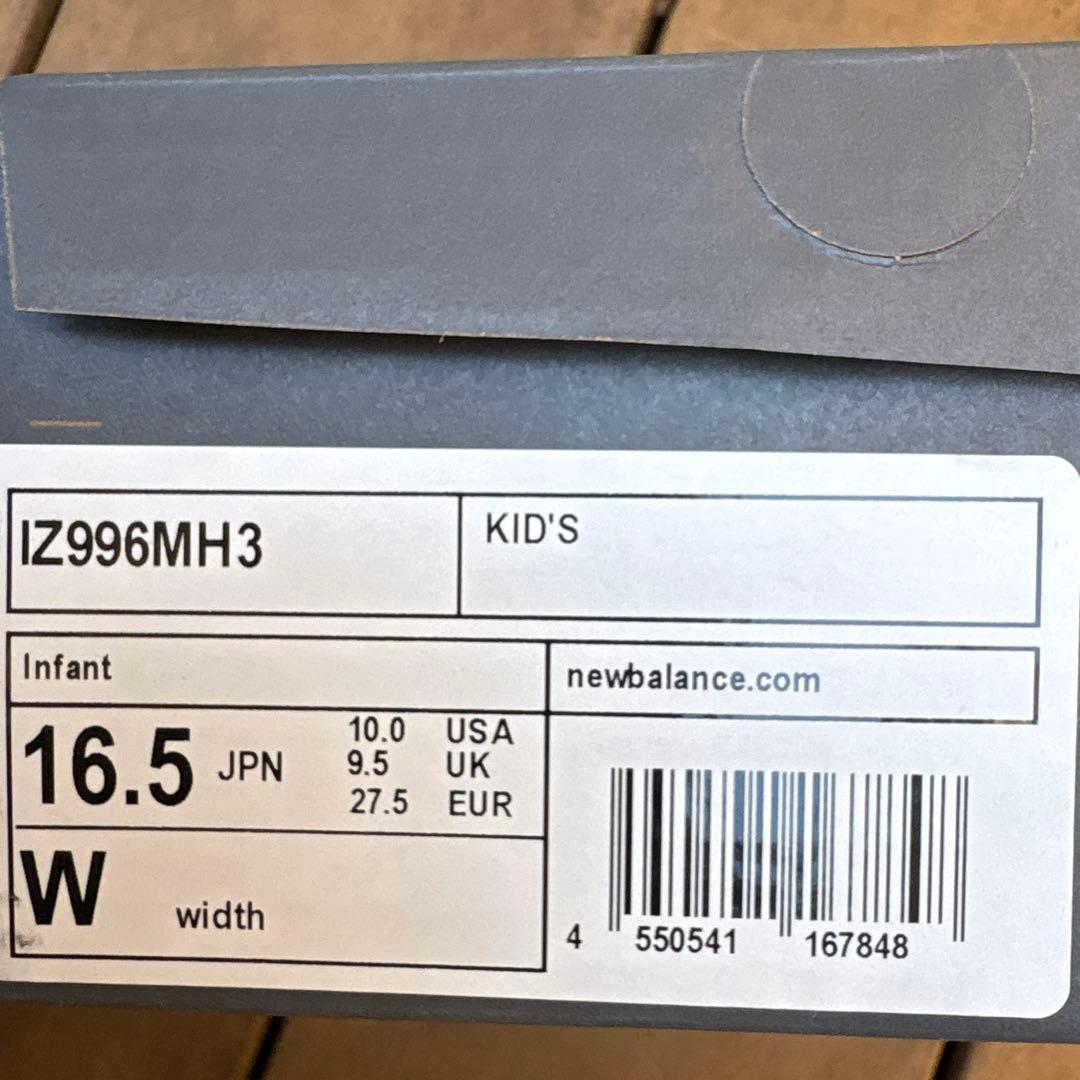 IZ996MH3
KID'S
Infant
newbalance.com
16.5 JPN
10.0 USA
9.5 UK
27.5 EUR
W width
4 550541 167848